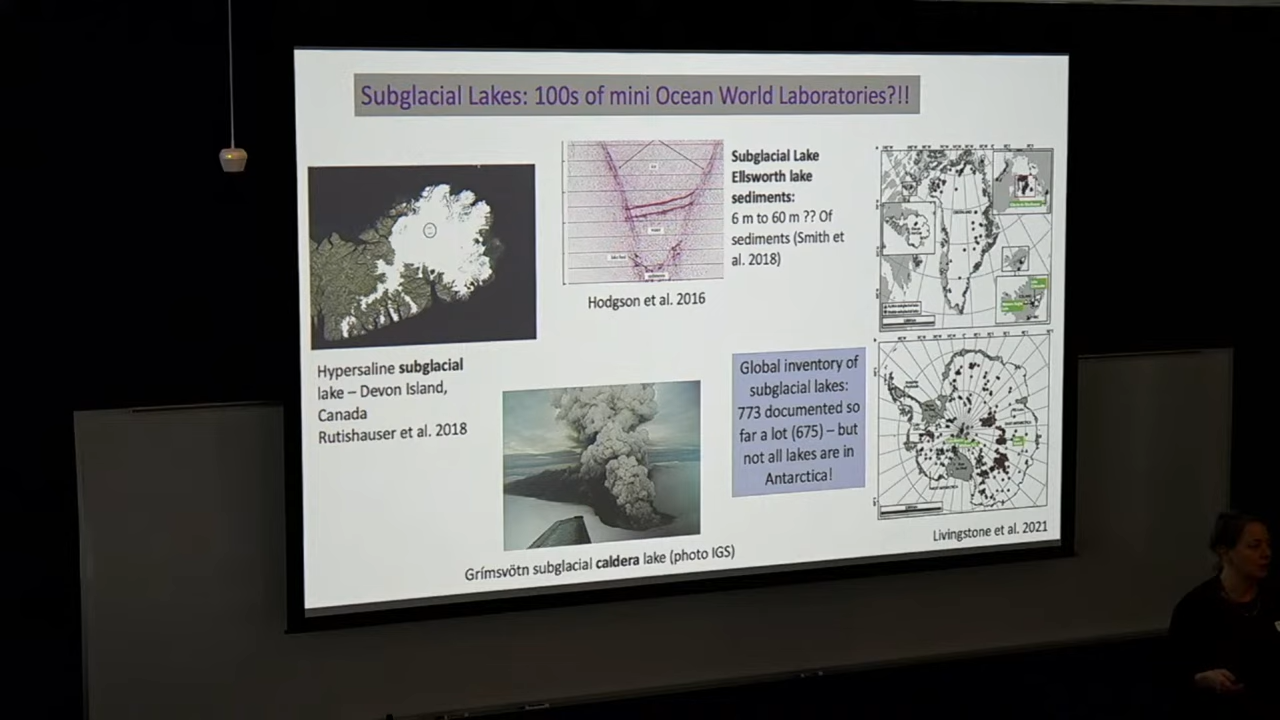 Subglacial Lakes: 100s of mini Ocean World Laboratories?!!
Subglacial Lake
Ellsworth lake
sediments:
6 m to 60 m ?? Of
sediments (Smith et
al. 2018)
Hodgson et al. 2016
Hypersaline subglacial
lake – Devon Island,
Canada
Rutishauser et al. 2018
Global inventory of
subglacial lakes:
773 documented so
far a lot (675) – but
not all lakes are in
Antarctica!
Grímsvötn subglacial caldera lake (photo IGS)
Livingstone et al. 2021